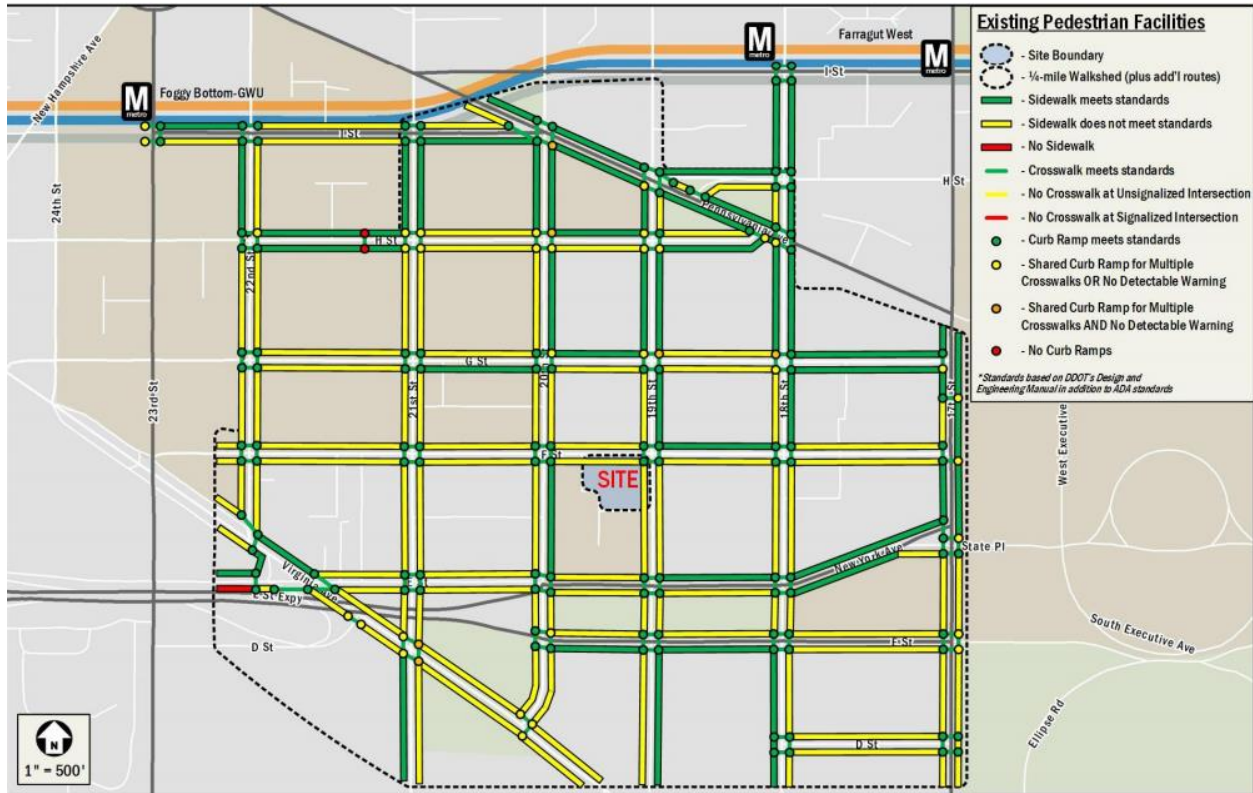 Existing Pedestrian Facilities
- Site Boundary
- ¼-mile Walkshed (plus add'l routes)
- Sidewalk meets standards
- Sidewalk does not meet standards
- No Sidewalk
- Crosswalk meets standards
- No Crosswalk at Unsignalized Intersection
- No Crosswalk at Signalized Intersection
- Curb Ramp meets standards
- Shared Curb Ramp for Multiple
Crosswalks OR No Detectable Warning
- Shared Curb Ramp for Multiple
Crosswalks AND No Detectable Warning
- No Curb Ramps
*Standards based on DDOT's Design and
Engineering Manual in addition to ADA standards
New Hampshire Ave
M
metro
Foggy Bottom-GWU
M
metro
Farragut West
M
metro
I St
I St
H St
Pennsylvania Ave
H St
24th St
23rd St
22nd St
21st St
20th St
19th St
18th St
17th St
G St
F St
SITE
West Executive
State Pl
New York Ave
Virginia Ave
E St
E St Expy
E St
South Executive Ave
D St
Ellipse Rd
D St
N
1" = 500'